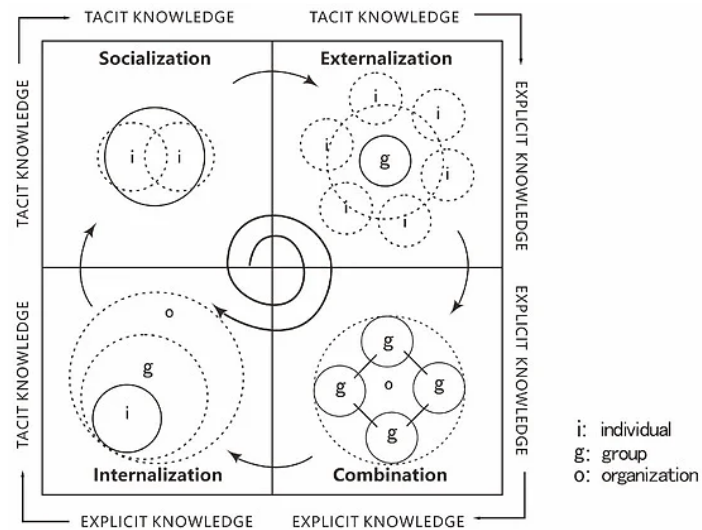 TACIT KNOWLEDGE
TACIT KNOWLEDGE
TACIT KNOWLEDGE
EXPLICIT KNOWLEDGE
Socialization
Externalization
i
i
i
i
i
i
i
i
g
TACIT KNOWLEDGE
EXPLICIT KNOWLEDGE
o
g
i
g
g
o
g
g
Internalization
Combination
EXPLICIT KNOWLEDGE
EXPLICIT KNOWLEDGE
i: individual
g: group
o: organization